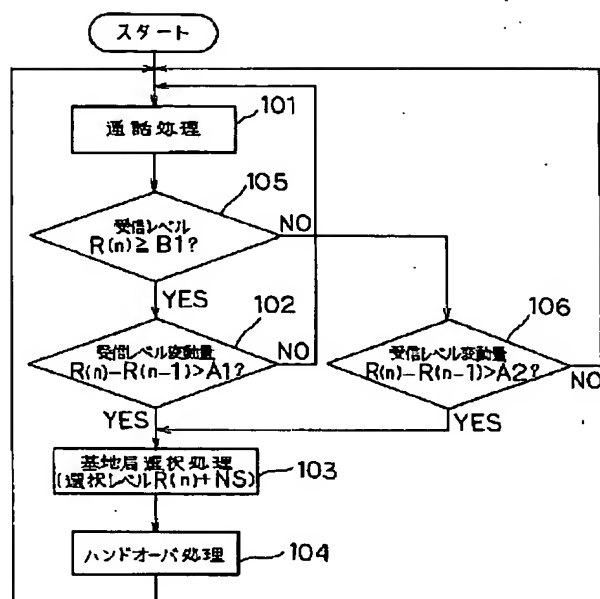 スタート
101
通話処理
105
受信レベル
R(n)≧B1?
NO
YES
102
受信レベル変動量
R(n)-R(n-1)>A1?
NO
YES
106
受信レベル変動量
R(n)-R(n-1)>A2?
NO
YES
基地局選択処理
(選択レベルR(n)+NS)
103
ハンドオーバ処理
104